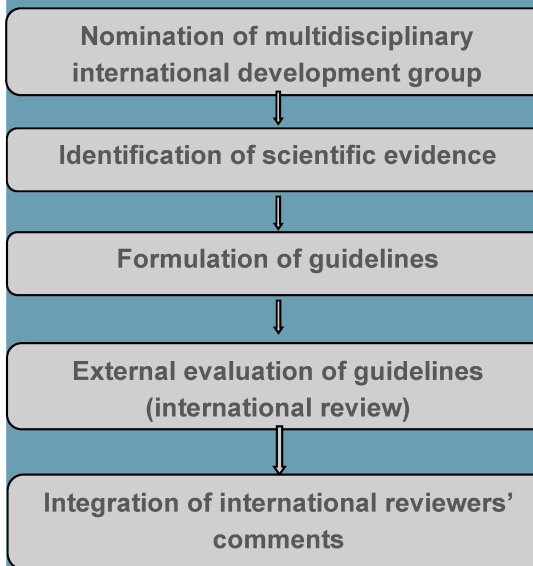 Nomination of multidisciplinary
international development group
Identification of scientific evidence
Formulation of guidelines
External evaluation of guidelines
(international review)
Integration of international reviewers’
comments